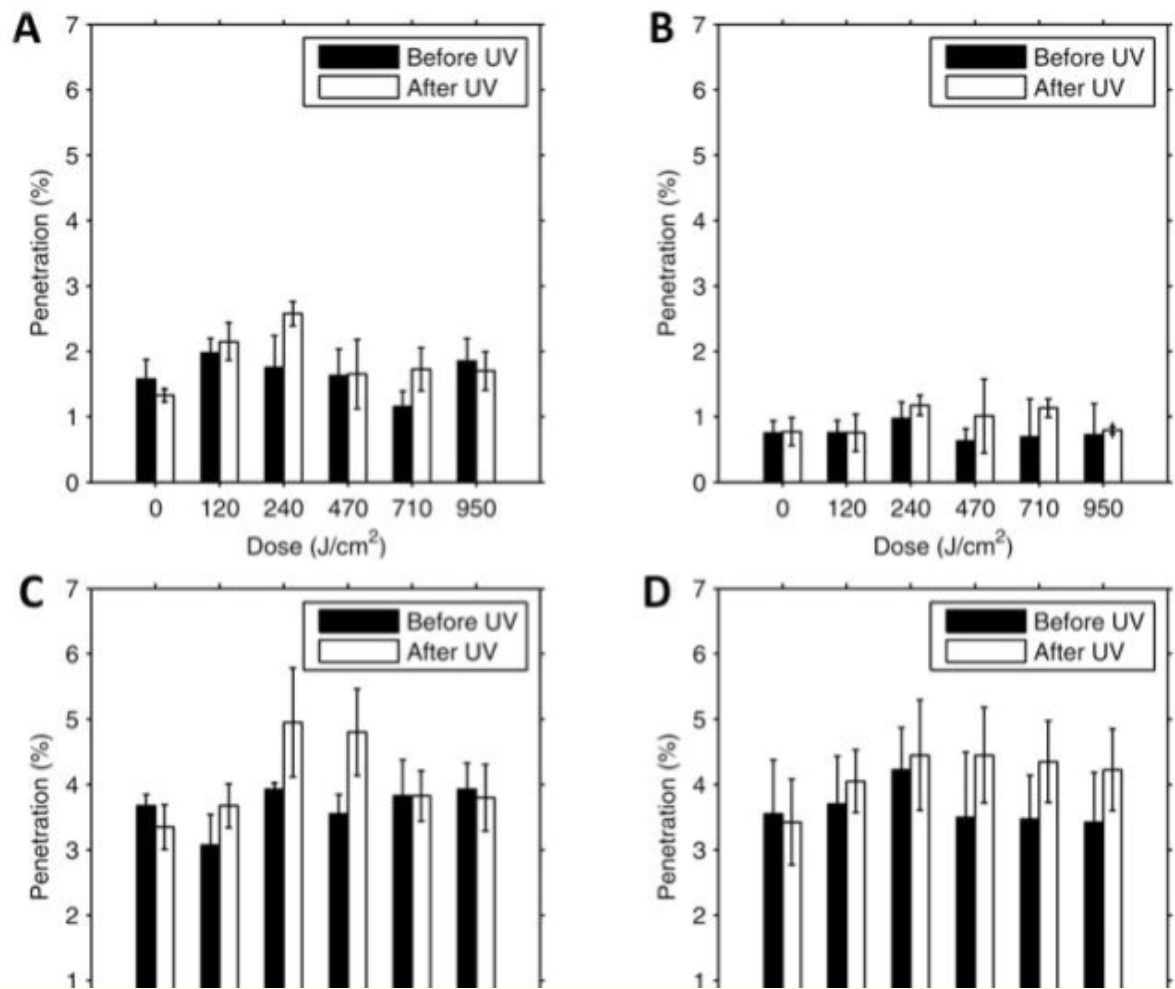 A
7
6
5
4
3
2
1
0
Penetration (%)
Before UV
After UV
0 120 240 470 710 950
Dose (J/cm²)
B
7
6
5
4
3
2
1
0
Penetration (%)
Before UV
After UV
0 120 240 470 710 950
Dose (J/cm²)
C
7
6
5
4
3
2
1
Penetration (%)
Before UV
After UV
D
7
6
5
4
3
2
1
Penetration (%)
Before UV
After UV